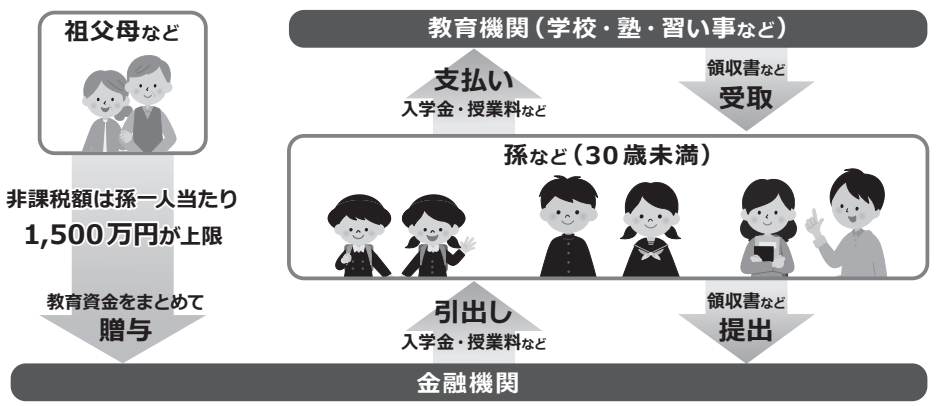 祖父母など
非課税額は孫一人当たり
1,500万円が上限
教育資金をまとめて
贈与
教育機関（学校・塾・習い事など）
支払い
入学金・授業料など
領収書など
受取
孫など（30歳未満）
引出し
入学金・授業料など
領収書など
提出
金融機関